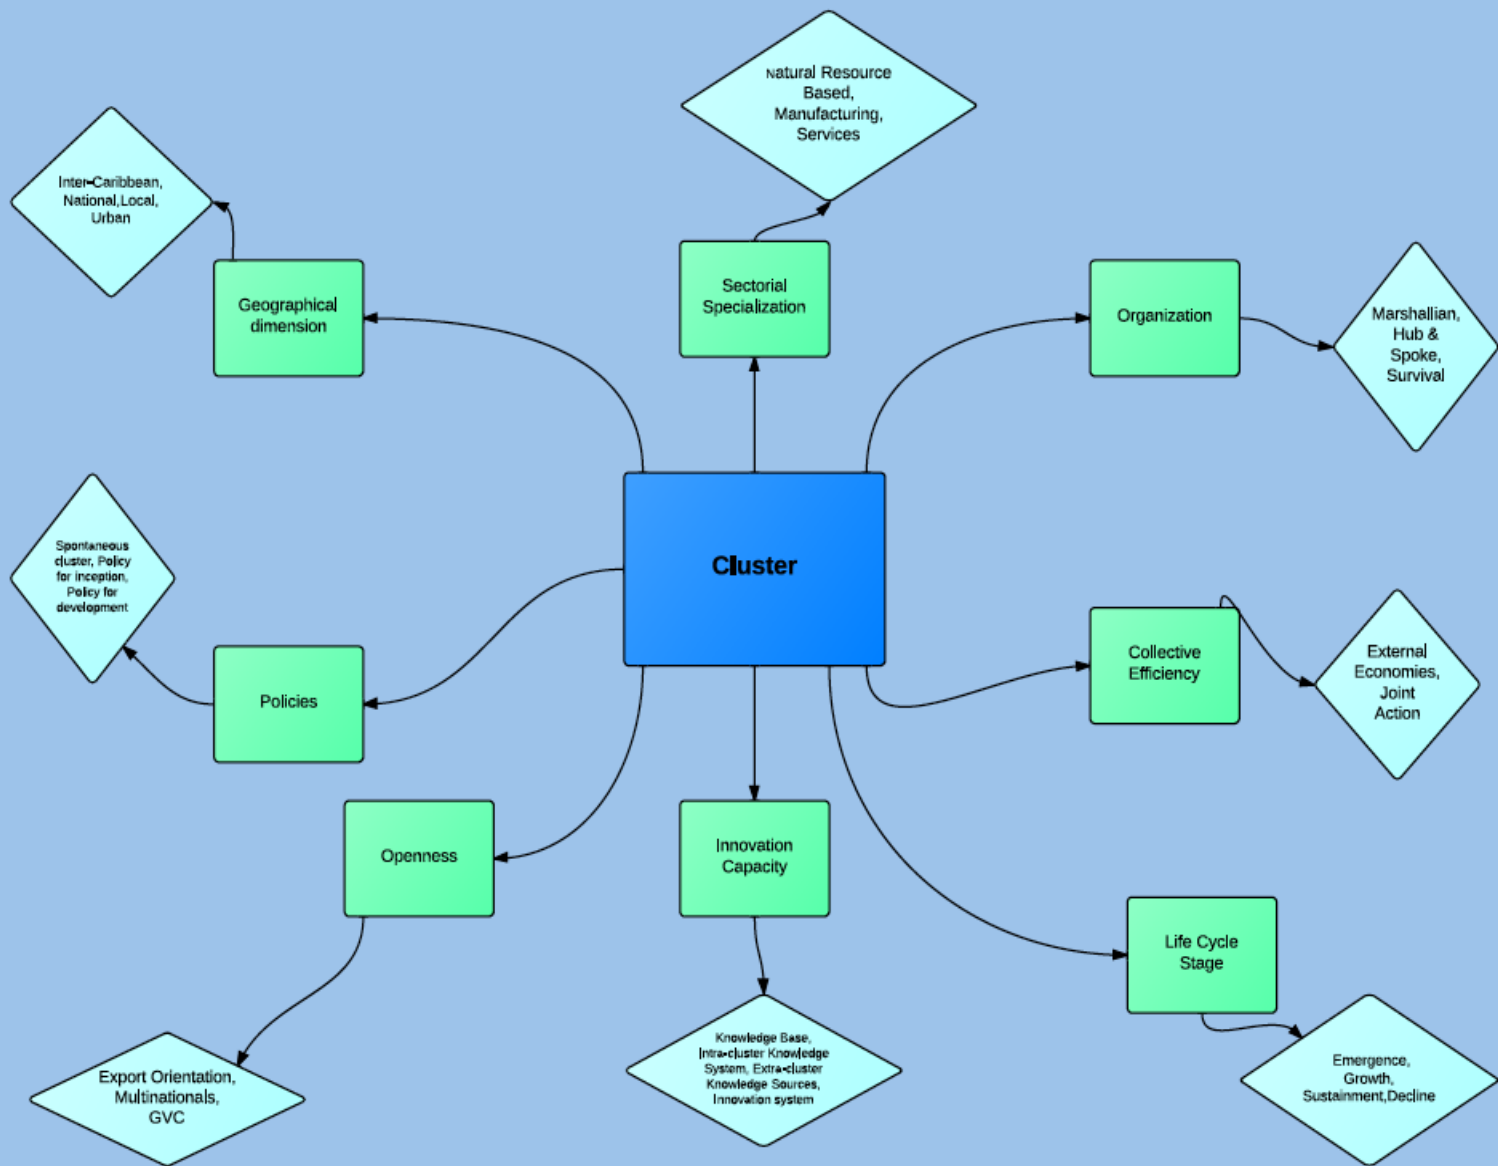 Natural Resource
Based,
Manufacturing,
Services
Inter-Caribbean,
National,Local,
Urban
Geographical
dimension
Sectorial
Specialization
Organization
Marshallian,
Hub &
Spoke,
Survival
Cluster
Spontaneous
cluster, Policy
for inception,
Policy for
development
Policies
Collective
Efficiency
External
Economies,
Joint
Action
Openness
Innovation
Capacity
Life Cycle
Stage
Export Orientation,
Multinationals,
GVC
Knowledge Base,
Intra-cluster Knowledge
System, Extra-cluster
Knowledge Sources,
Innovation system
Emergence,
Growth,
Sustainment,Decline